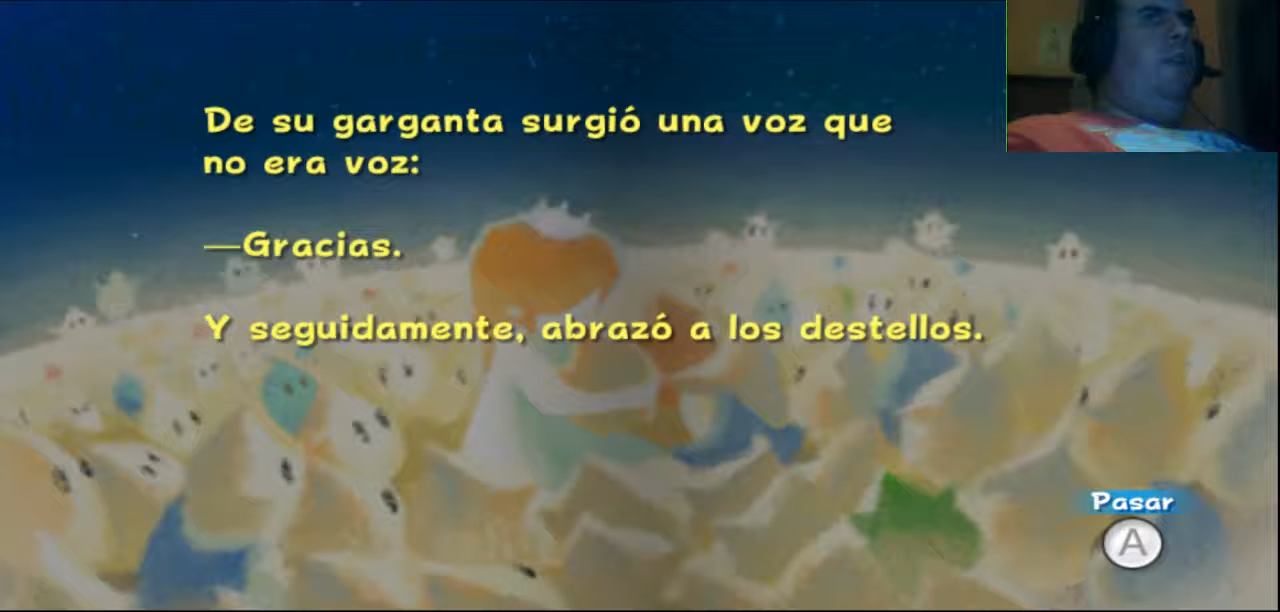 De su garganta surgió una voz que
no era voz:
—Gracias.
Y seguidamente, abrazó a los destellos.
Pasar
A